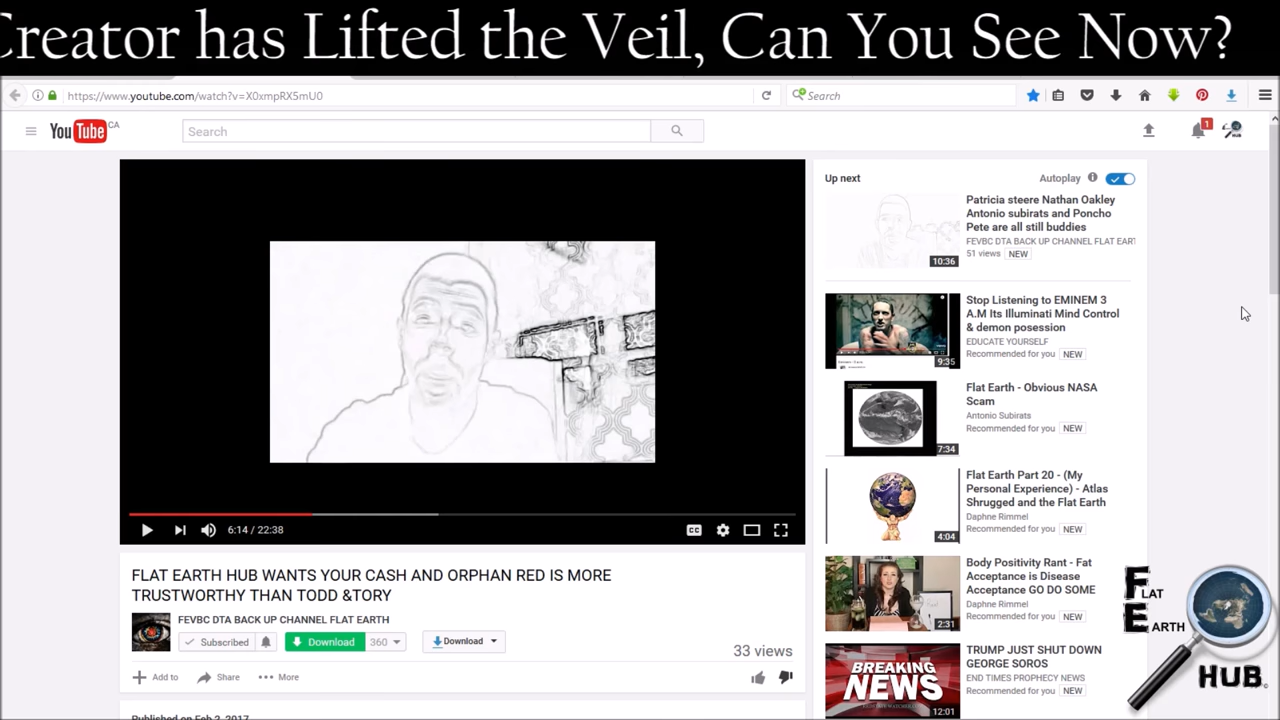 Creator has Lifted the Veil, Can You See Now?
https://www.youtube.com/watch?v=X0xmpRX5mU0
Search
YouTube CA
Search
1
Up next
Autoplay
Patricia steere Nathan Oakley
Antonio subirats and Poncho
Pete are all still buddies
FEVBC DTA BACK UP CHANNEL FLAT EART
51 views NEW
10:36
Stop Listening to EMINEM 3
A.M Its Illuminati Mind Control
& demon posession
EDUCATE YOURSELF
Recommended for you NEW
9:35
Flat Earth - Obvious NASA
Scam
Antonio Subirats
Recommended for you NEW
7:34
Flat Earth Part 20 - (My
Personal Experience) - Atlas
Shrugged and the Flat Earth
Daphne Rimmel
Recommended for you NEW
4:04
Body Positivity Rant - Fat
Acceptance is Disease
Acceptance GO DO SOME
Daphne Rimmel
Recommended for you NEW
2:31
TRUMP JUST SHUT DOWN
GEORGE SOROS
END TIMES PROPHECY NEWS
Recommended for you NEW
BREAKING
NEWS
12:01
6:14 / 22:38
CC
FLAT EARTH HUB WANTS YOUR CASH AND ORPHAN RED IS MORE
TRUSTWORTHY THAN TODD &TORY
FEVBC DTA BACK UP CHANNEL FLAT EARTH
Subscribed
Download 360
Download
33 views
Add to
Share
More
Published on Feb 2, 2017
FLAT
EARTH
HUB